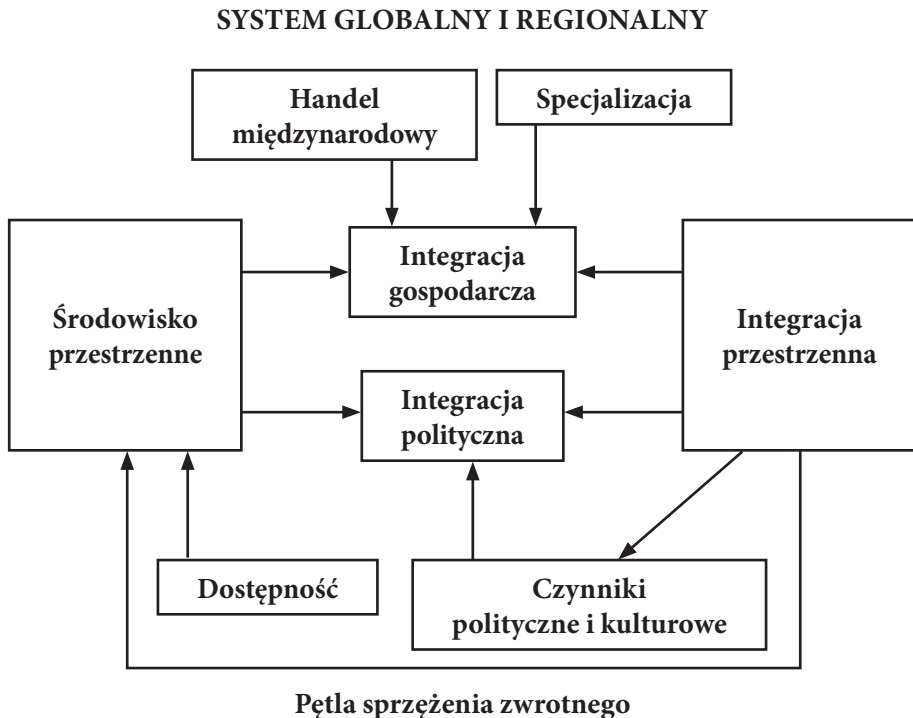 SYSTEM GLOBALNY I REGIONALNY
Handel
międzynarodowy
Specjalizacja
Integracja
gospodarcza
Środowisko
przestrzenne
Integracja
przestrzenna
Integracja
polityczna
Dostępność
Czynniki
polityczne i kulturowe
Pętla sprzężenia zwrotnego